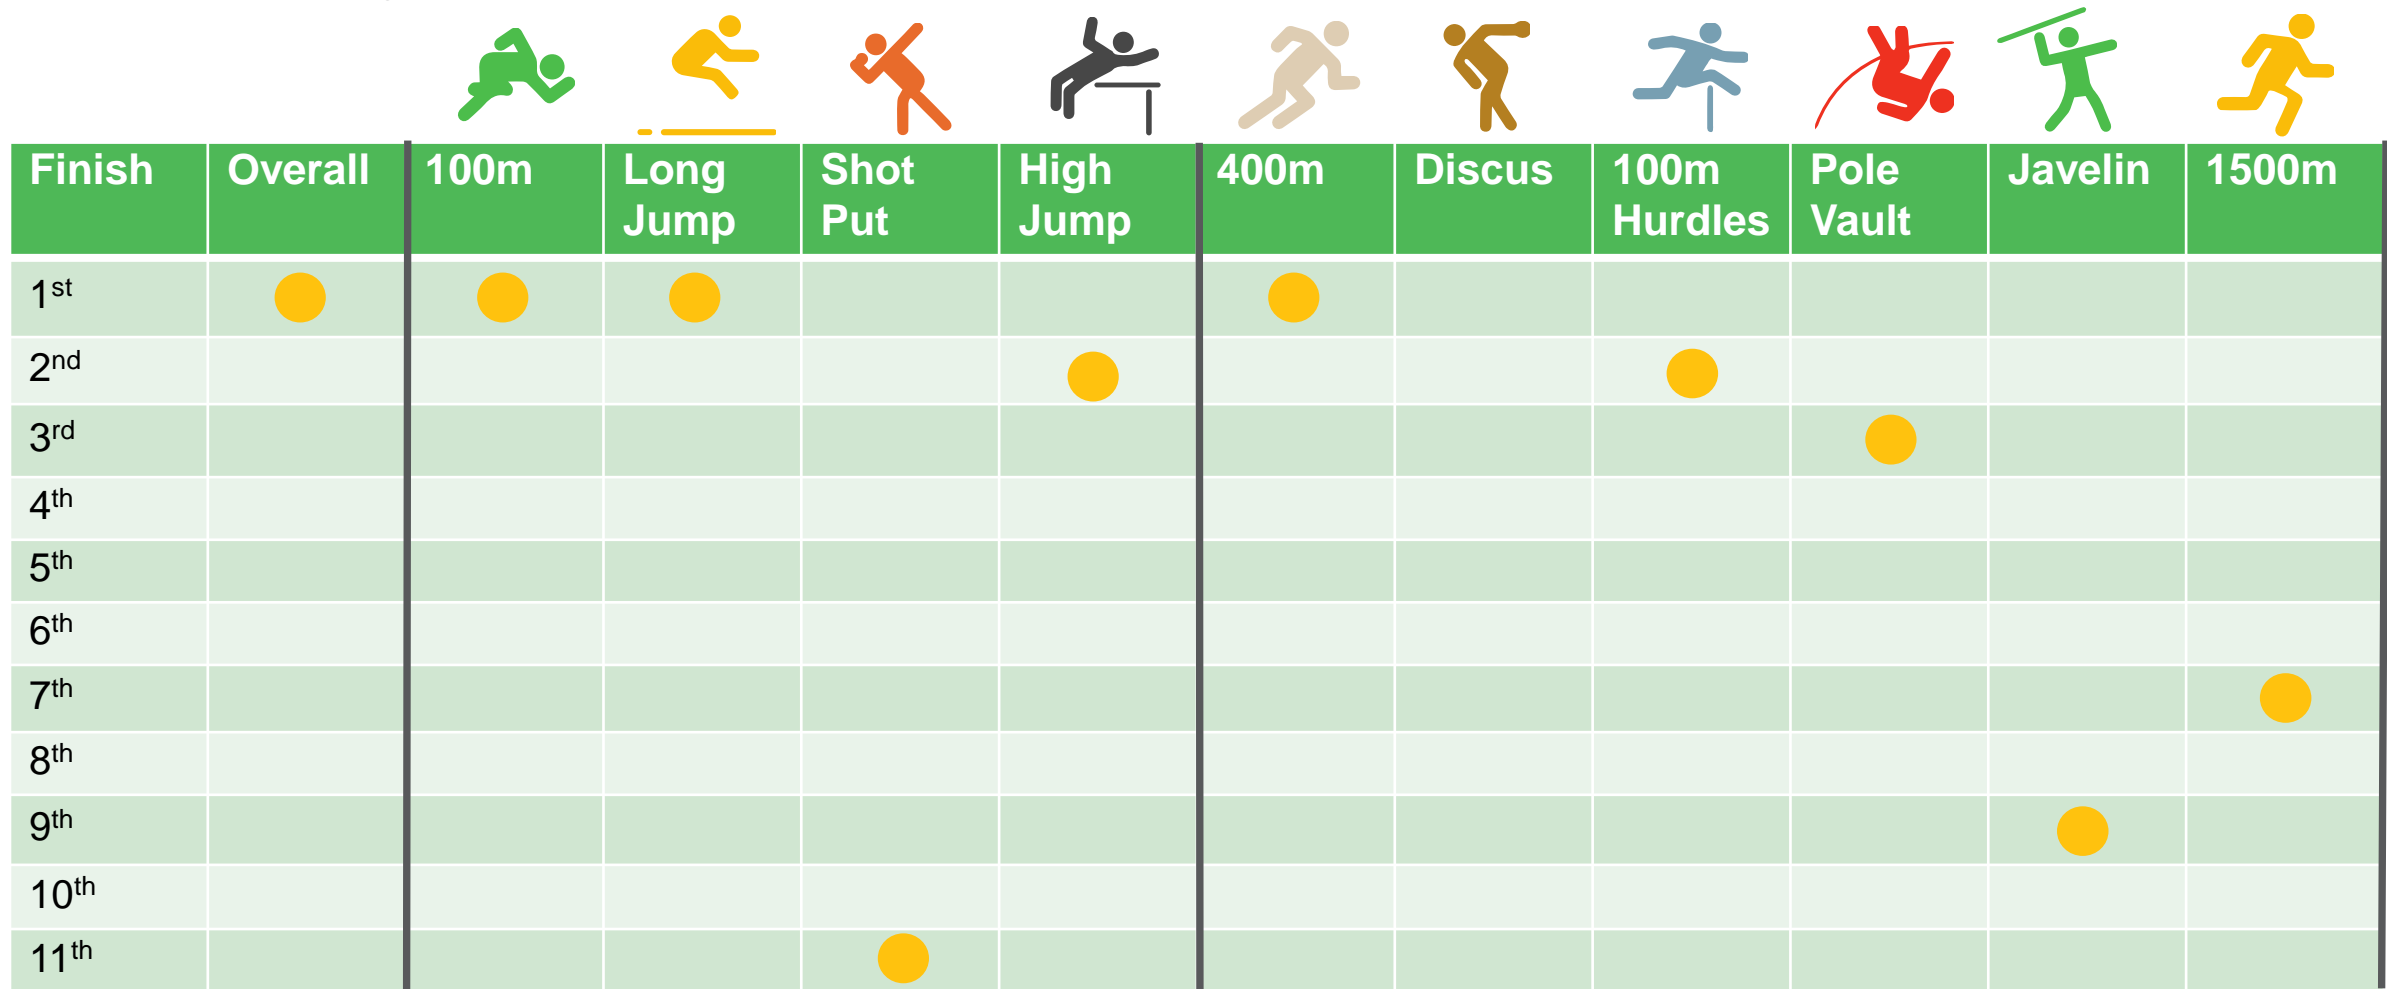 Finish Overall 100m Long Jump Shot Put High Jump 400m Discus 100m Hurdles Pole Vault Javelin 1500m
1st
2nd
3rd
4th
5th
6th
7th
8th
9th
10th
11th